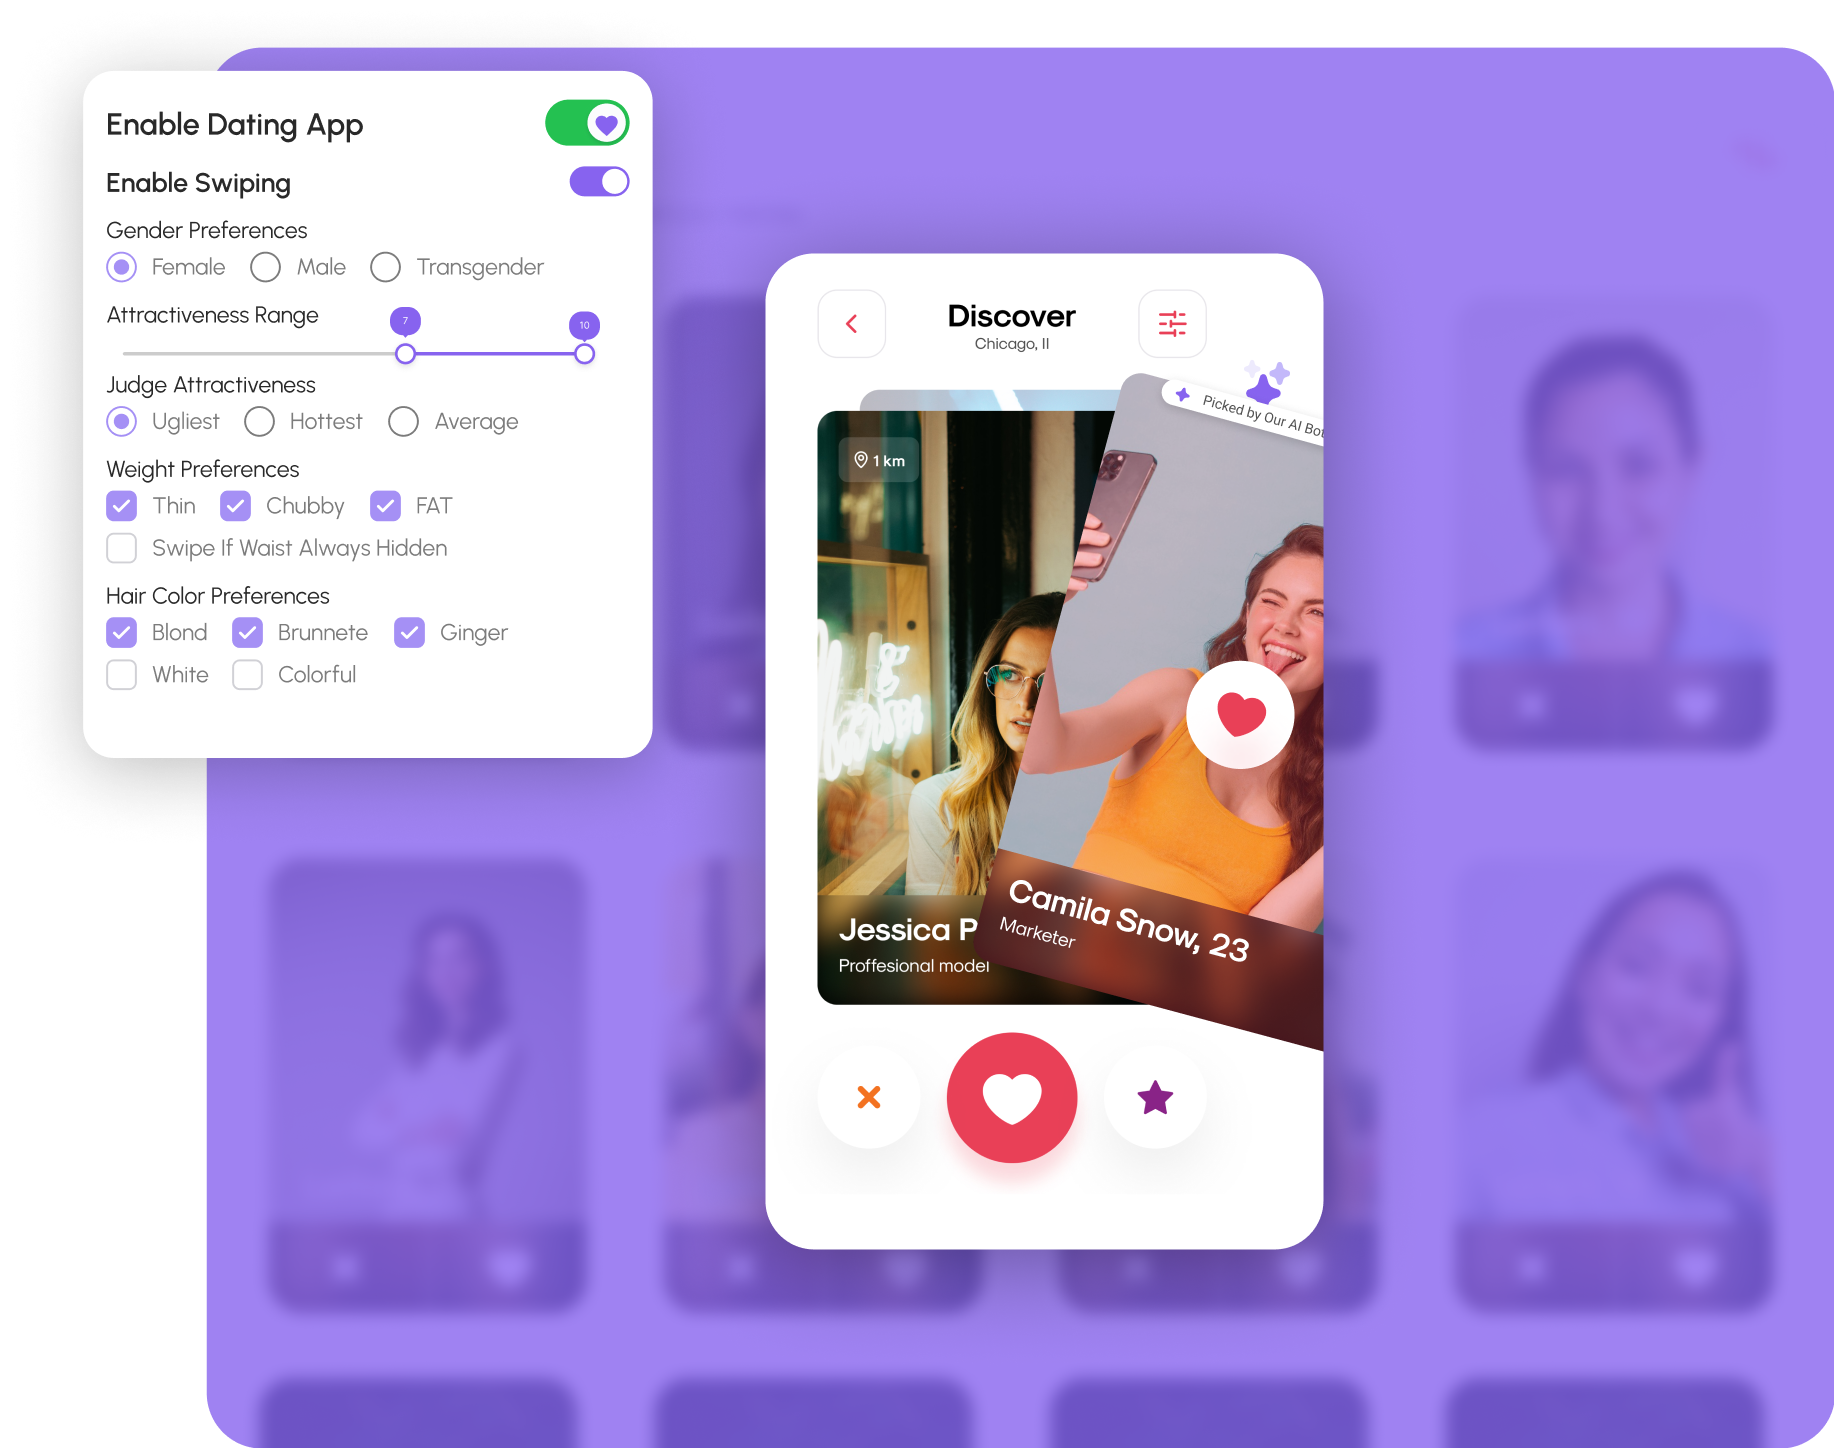 Enable Dating App
Enable Swiping
Gender Preferences
Female Male Transgender
Attractiveness Range
7 10
Judge Attractiveness
Ugliest Hottest Average
Weight Preferences
Thin Chubby FAT
Swipe If Waist Always Hidden
Hair Color Preferences
Blond Brunnete Ginger
White Colorful
Discover
Chicago, Il
Picked by Our AI Bot
1 km
Jessica P
Proffesional model
Camila Snow, 23
Marketer